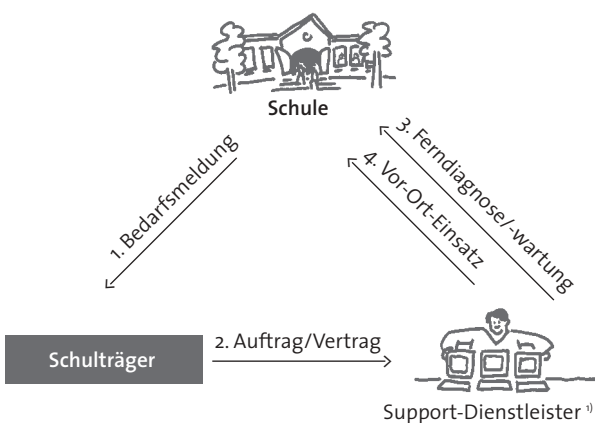 Schule
1. Bedarfsmeldung
3. Ferndiagnose/-wartung
4. Vor-Ort-Einsatz
2. Auftrag/Vertrag
Schulträger
Support-Dienstleister ¹⁾